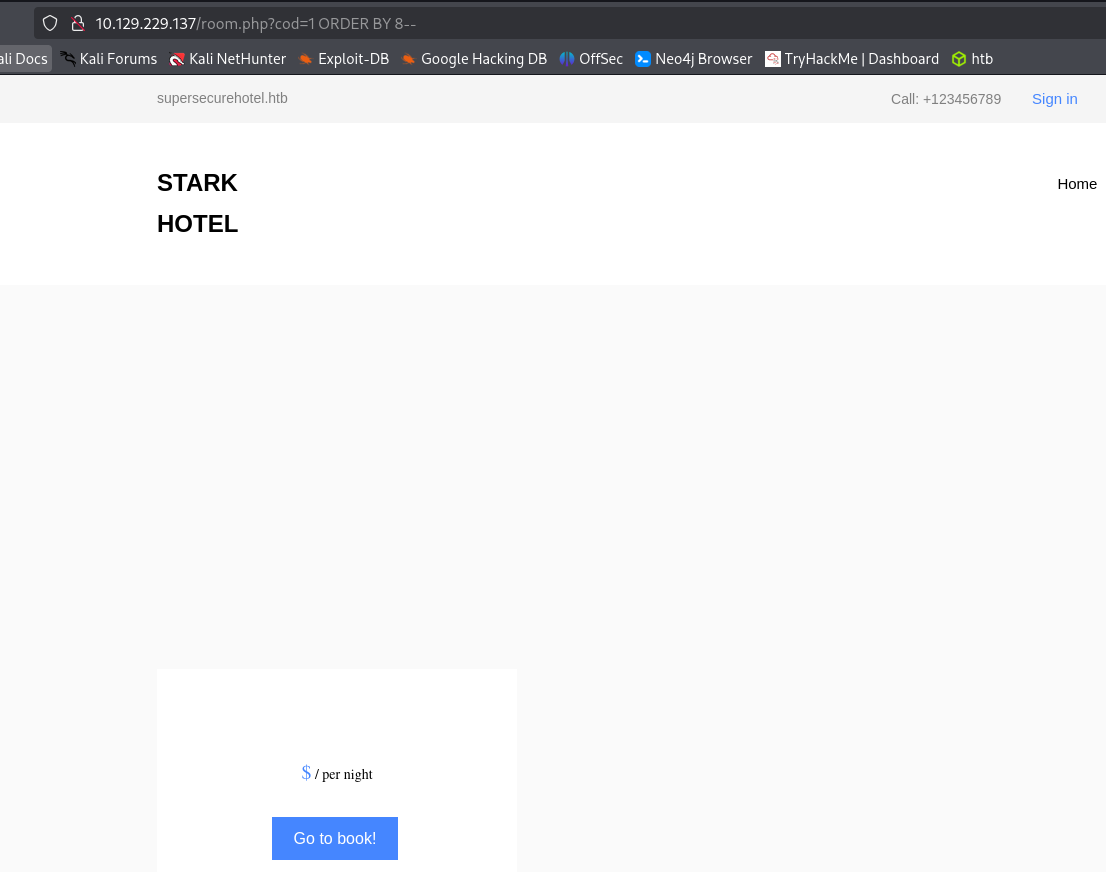 10.129.229.137/room.php?cod=1 ORDER BY 8--
ali Docs Kali Forums Kali NetHunter Exploit-DB Google Hacking DB OffSec Neo4j Browser TryHackMe | Dashboard htb
supersecurehotel.htb Call: +123456789 Sign in
STARK
HOTEL
Home
$ / per night
Go to book!